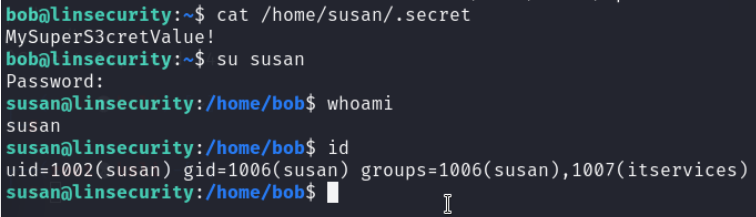 bob@linsecurity:~$ cat /home/susan/.secret
MySuperS3cretValue!
bob@linsecurity:~$ su susan
Password:
susan@linsecurity:/home/bob$ whoami
susan
susan@linsecurity:/home/bob$ id
uid=1002(susan) gid=1006(susan) groups=1006(susan),1007(itservices)
susan@linsecurity:/home/bob$